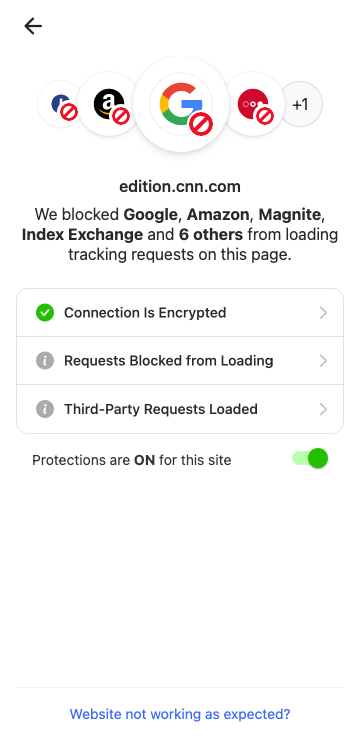 +1
edition.cnn.com
We blocked Google, Amazon, Magnite,
Index Exchange and 6 others from loading
tracking requests on this page.
Connection Is Encrypted
Requests Blocked from Loading
Third-Party Requests Loaded
Protections are ON for this site
Website not working as expected?